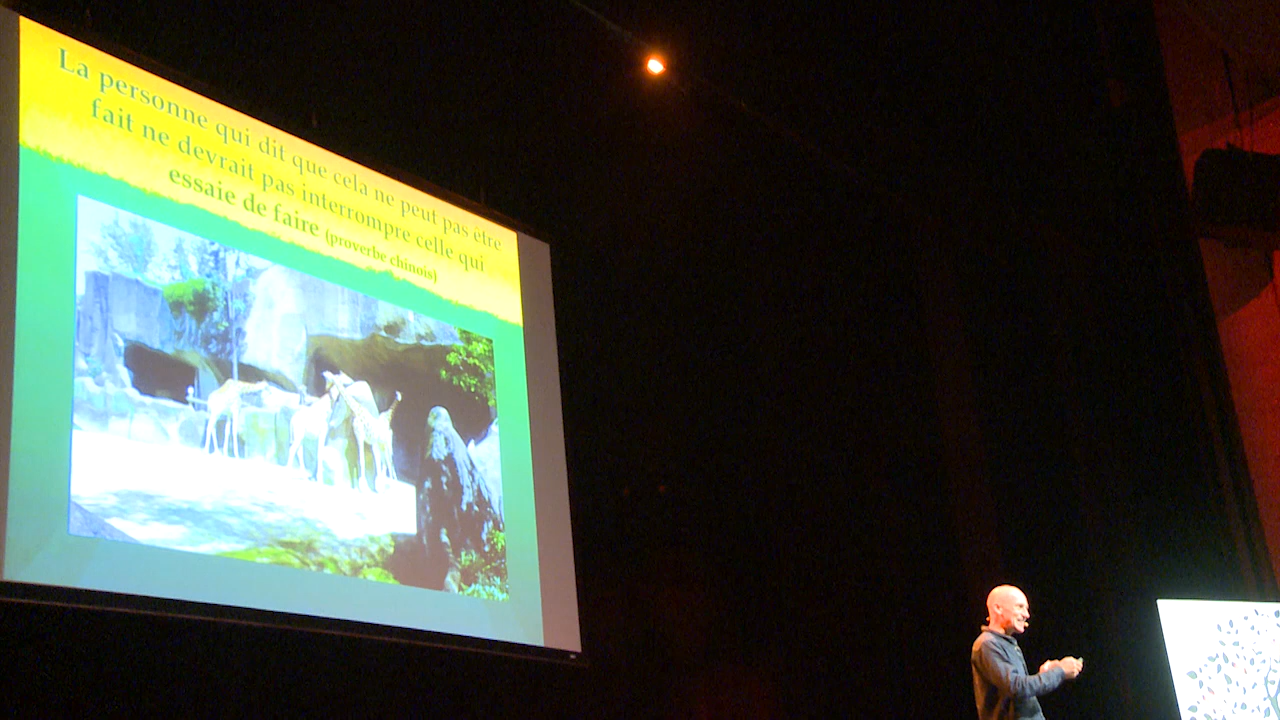 La personne qui dit que cela ne peut pas être
fait ne devrait pas interrompre celle qui
essaie de faire (proverbe chinois)